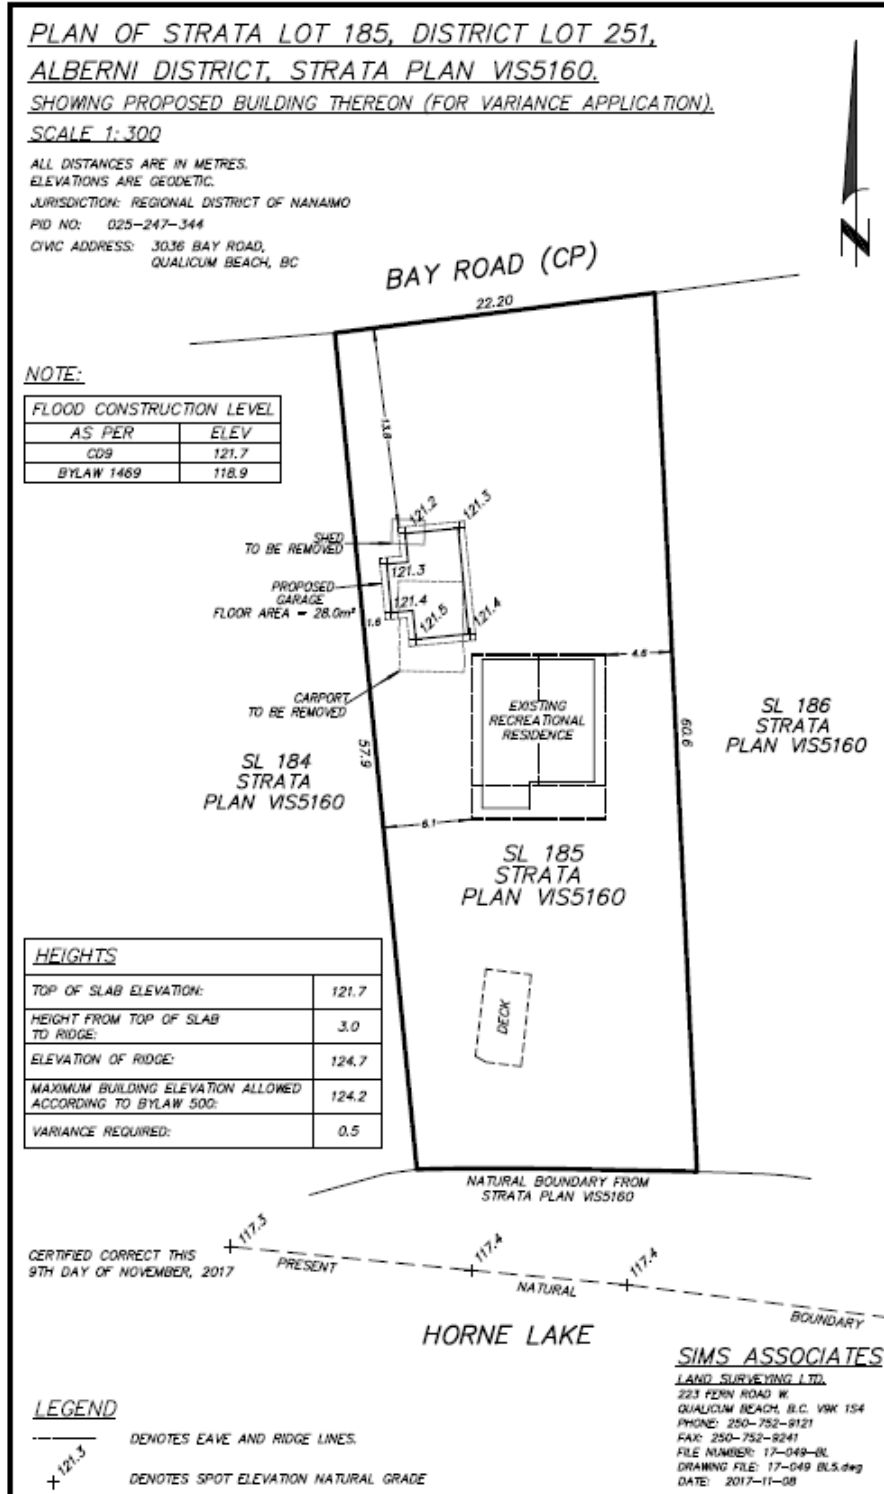 PLAN OF STRATA LOT 185, DISTRICT LOT 251,
ALBERNI DISTRICT, STRATA PLAN VIS5160.
SHOWING PROPOSED BUILDING THEREON (FOR VARIANCE APPLICATION).
SCALE 1:300
ALL DISTANCES ARE IN METRES.
ELEVATIONS ARE GEODETIC.
JURISDICTION: REGIONAL DISTRICT OF NANAIMO
PID NO: 025-247-344
CIVIC ADDRESS: 3036 BAY ROAD,
QUALICUM BEACH, BC
N
BAY ROAD (CP)
22.20
NOTE:
FLOOD CONSTRUCTION LEVEL
AS PER ELEV
CD9 121.7
BYLAW 1469 118.9
13.8
121.2
121.3
SHED
TO BE REMOVED
121.3
PROPOSED
GARAGE
FLOOR AREA = 28.0m²
121.4
1.6
121.5
121.4
CARPORT
TO BE REMOVED
4.6
EXISTING
RECREATIONAL
RESIDENCE
SL 186
STRATA
PLAN VIS5160
60.6
57.9
SL 184
STRATA
PLAN VIS5160
6.1
SL 185
STRATA
PLAN VIS5160
HEIGHTS
TOP OF SLAB ELEVATION: 121.7
HEIGHT FROM TOP OF SLAB
TO RIDGE: 3.0
ELEVATION OF RIDGE: 124.7
MAXIMUM BUILDING ELEVATION ALLOWED
ACCORDING TO BYLAW 500: 124.2
VARIANCE REQUIRED: 0.5
DECK
NATURAL BOUNDARY FROM
STRATA PLAN VIS5160
CERTIFIED CORRECT THIS
9TH DAY OF NOVEMBER, 2017
117.3
PRESENT
117.4
NATURAL
117.4
BOUNDARY
HORNE LAKE
SIMS ASSOCIATES
LAND SURVEYING LTD.
223 FERN ROAD W.
QUALICUM BEACH, B.C. V9K 1S4
PHONE: 250-752-9121
FAX: 250-752-9241
FILE NUMBER: 17-049-BL
DRAWING FILE: 17-049 BL5.dwg
DATE: 2017-11-08
LEGEND
DENOTES EAVE AND RIDGE LINES.
121.3
DENOTES SPOT ELEVATION NATURAL GRADE